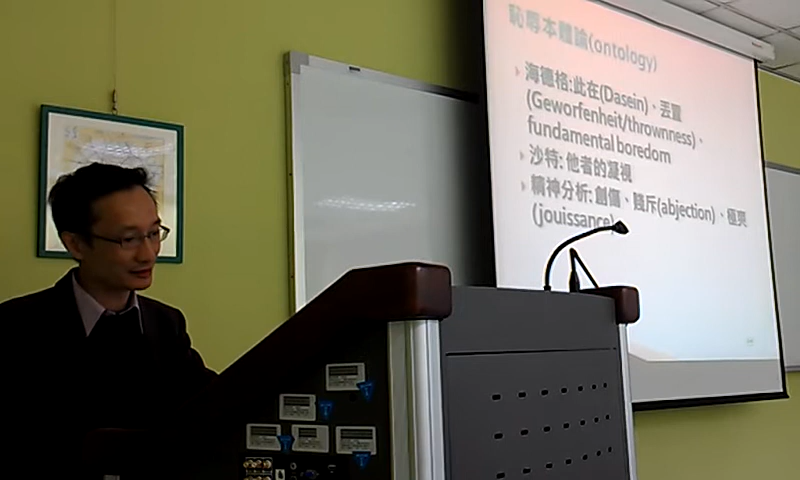 恥辱本體論(ontology)
海德格:此在(Dasein)、丟置
(Geworfenheit/thrownness)、
fundamental boredom
沙特: 他者的凝視
精神分析: 創傷、賤斥(abjection)、極爽
(jouissance)